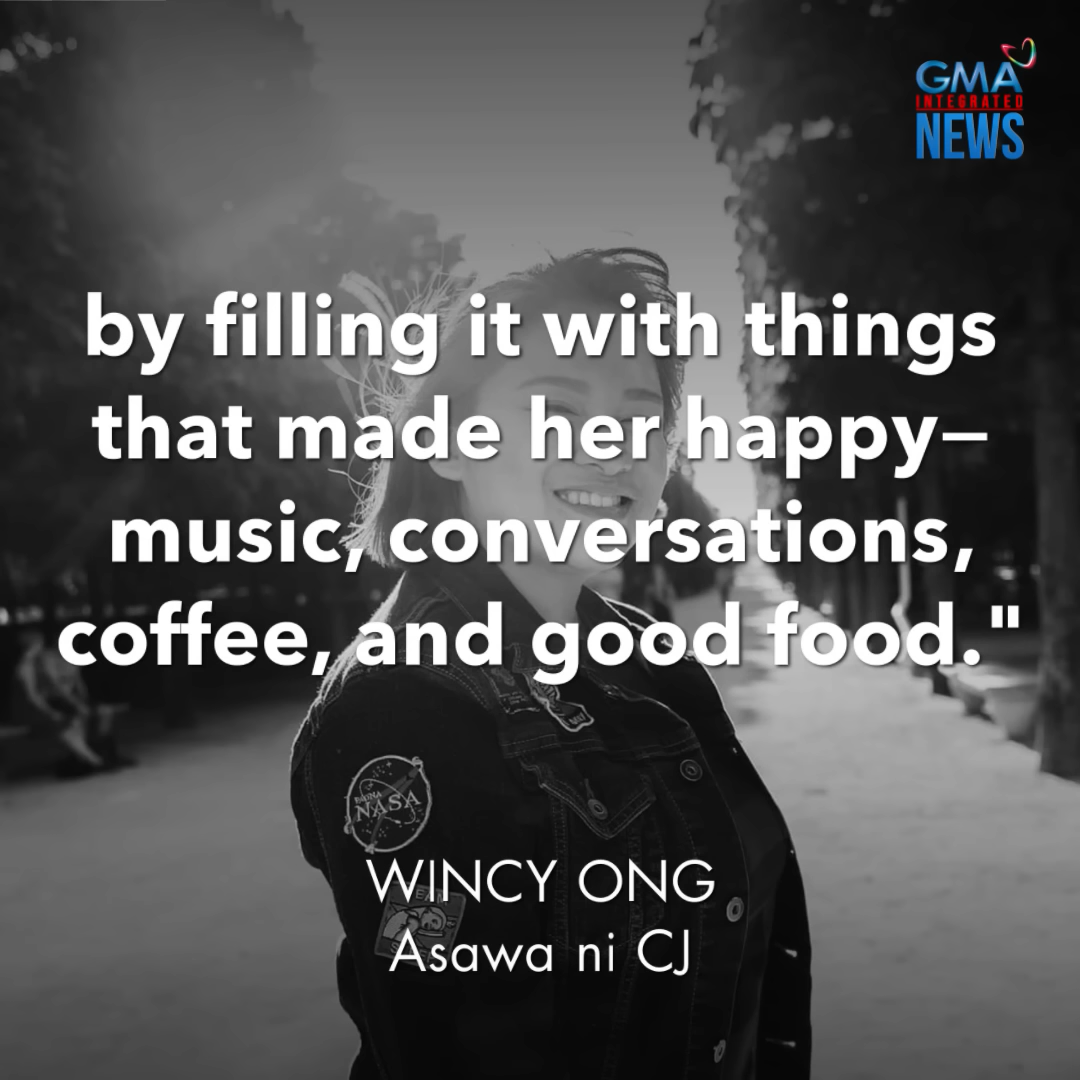 GMA
INTEGRATED
NEWS
by filling it with things
that made her happy—
music, conversations,
coffee, and good food."
NASA
WINCY ONG
Asawa ni CJ